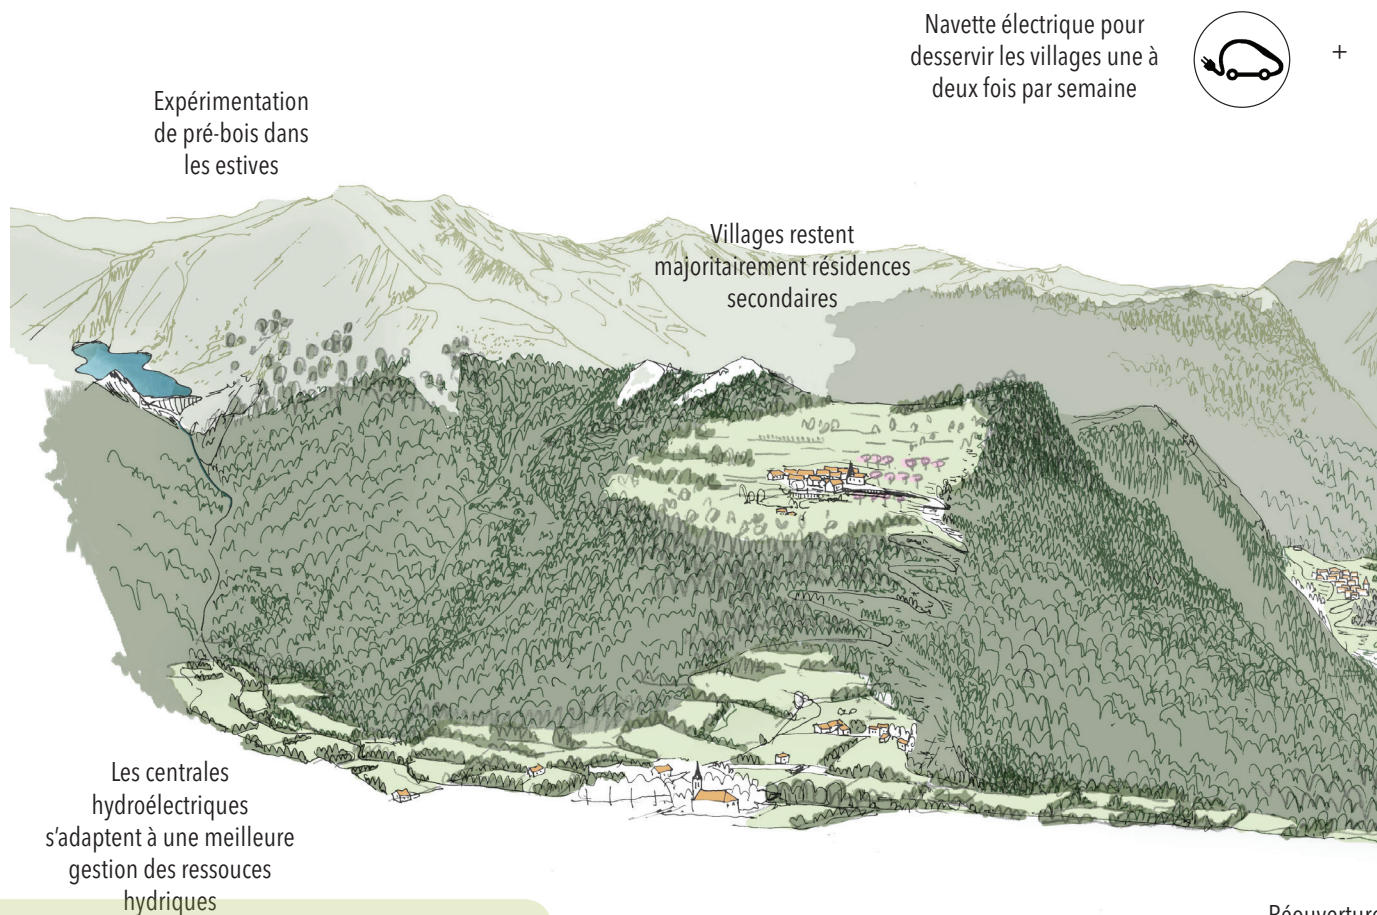 Navette électrique pour
desservir les villages une à
deux fois par semaine
+
Expérimentation
de pré-bois dans
les estives
Villages restent
majoritairement résidences
secondaires
Les centrales
hydroélectriques
s'adaptent à une meilleure
gestion des ressouces
hydriques
Réouverture